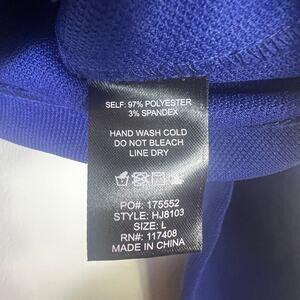 SELF: 97% POLYESTER
3% SPANDEX
HAND WASH COLD
DO NOT BLEACH
LINE DRY
PO#: 175552
STYLE: HJ8103
SIZE: L
RN#: 117408
MADE IN CHINA